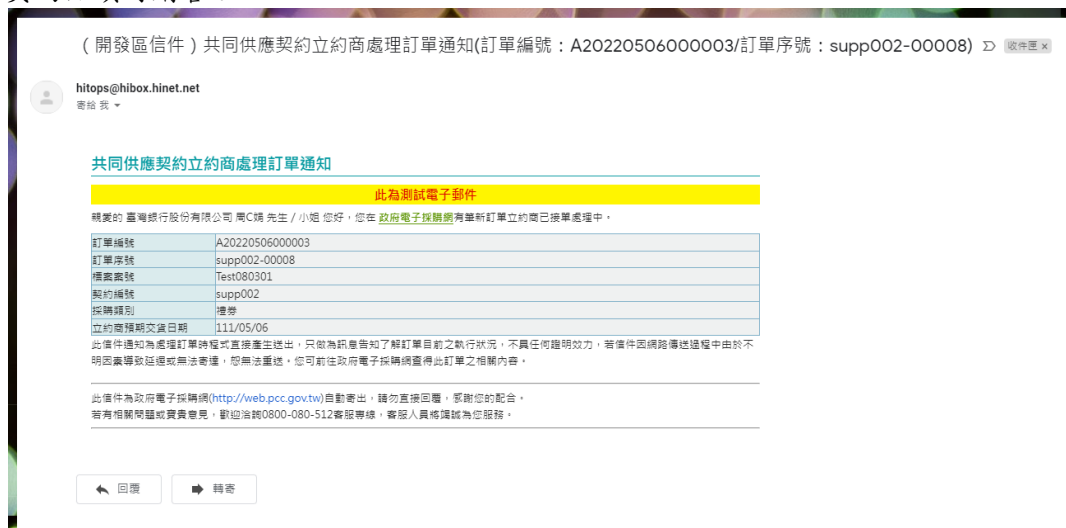 （開發區信件）共同供應契約立約商處理訂單通知(訂單編號：A20220506000003/訂單序號：supp002-00008) 收件匣 x
hitops@hibox.hinet.net
寄給 我
共同供應契約立約商處理訂單通知
此為測試電子郵件
親愛的 臺灣銀行股份有限公司 周C娟 先生 / 小姐 您好，您在 政府電子採購網有筆新訂單立約商已接單處理中。
訂單編號 A20220506000003
訂單序號 supp002-00008
標案案號 Test080301
契約編號 supp002
採購類別 禮券
立約商預期交貨日期 111/05/06
此信件通知為處理訂單時程式直接產生送出，只做為訊息告知了解訂單目前之執行狀況，不具任何證明效力，若信件因網路傳送過程中由於不
明因素導致延遲或無法寄達，恕無法重送。您可前往政府電子採購網查得此訂單之相關內容。
此信件為政府電子採購網(http://web.pcc.gov.tw)自動寄出，請勿直接回覆，感謝您的配合。
若有相關問題或寶貴意見，歡迎洽詢0800-080-512客服專線，客服人員將竭誠為您服務。
回覆 轉寄